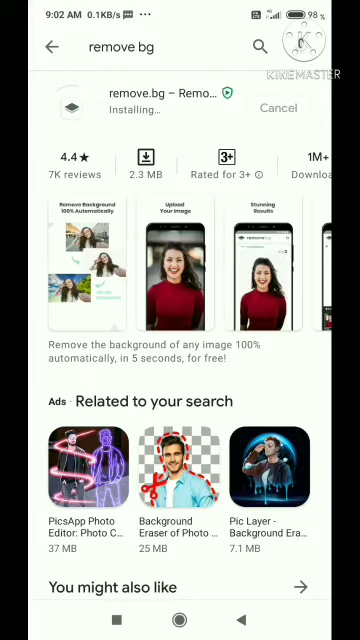 9:02 AM 0.1KB/s ... 4G 98 %
remove bg
KINEMASTER
remove.bg – Remo...
Installing...
Cancel
4.4★ 3+ 1M+
7K reviews 2.3 MB Rated for 3+ Downloa
Remove Background
100% Automatically
Upload
Your Image
Stunning
Results
removebg
Remove the background of any image 100%
automatically, in 5 seconds, for free!
Ads · Related to your search
PicsApp Photo
Editor: Photo C...
37 MB
Background
Eraser of Photo ...
25 MB
Pic Layer -
Background Era...
7.1 MB
You might also like